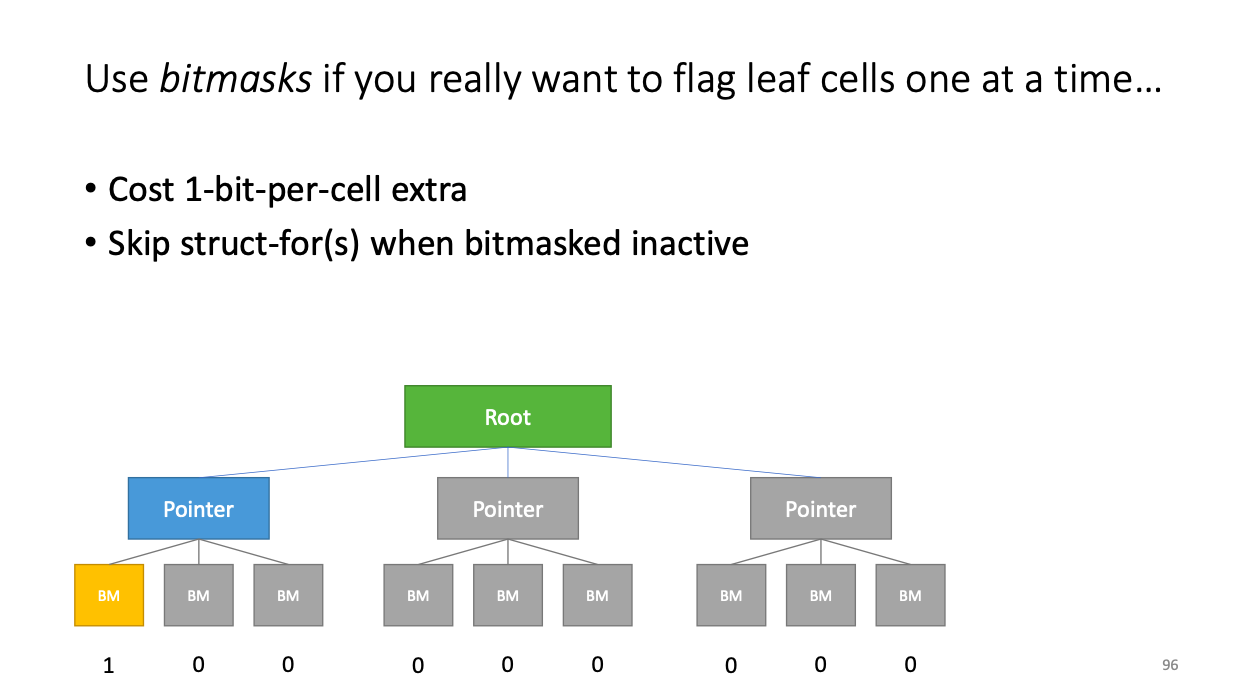 Use bitmasks if you really want to flag leaf cells one at a time…
• Cost 1-bit-per-cell extra
• Skip struct-for(s) when bitmasked inactive
Root
Pointer Pointer Pointer
BM BM BM BM BM BM BM BM BM
1 0 0 0 0 0 0 0 0
96